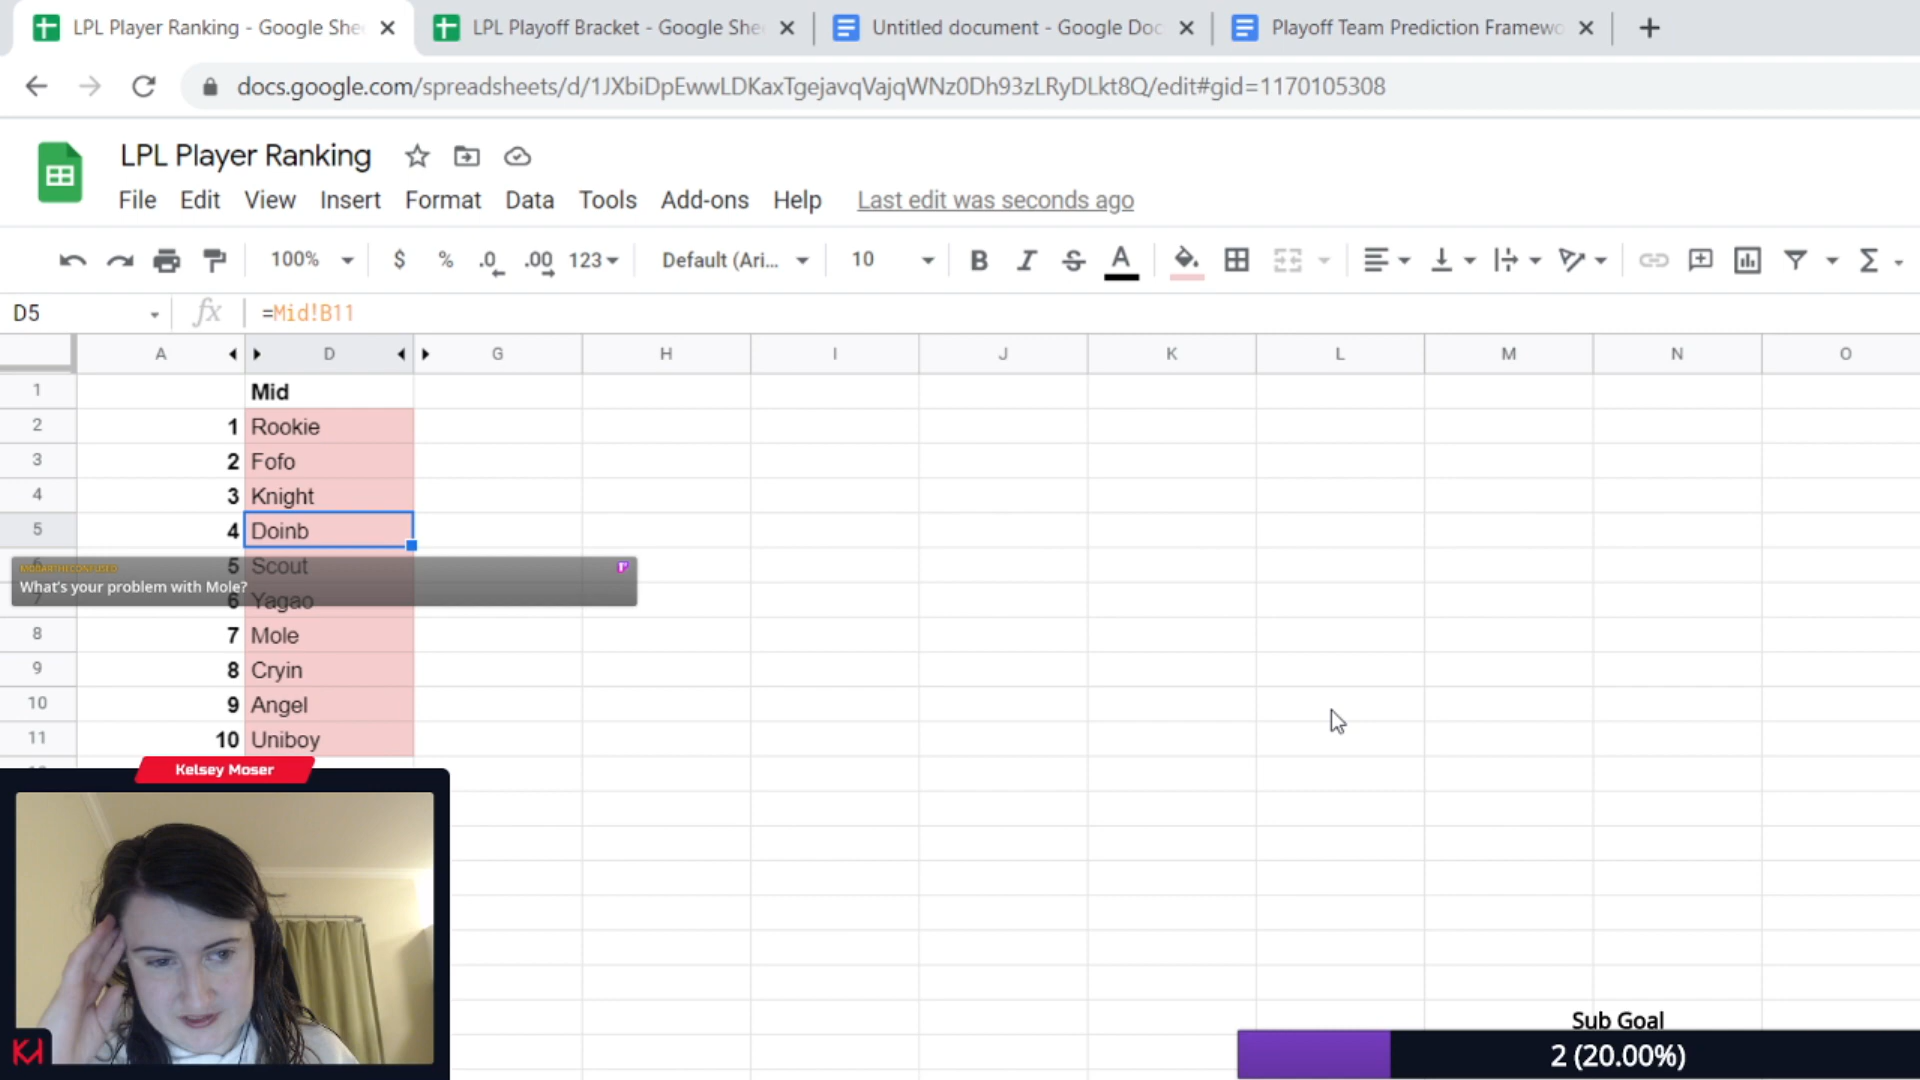 LPL Player Ranking - Google She
LPL Playoff Bracket - Google She
Untitled document - Google Doc
Playoff Team Prediction Framewo
docs.google.com/spreadsheets/d/1JXbiDpEwwLDKaxTgejavqVajqWNz0Dh93zLRyDLkt8Q/edit#gid=1170105308
LPL Player Ranking
File Edit View Insert Format Data Tools Add-ons Help Last edit was seconds ago
100% $ % .0 .00 123 Default (Ari... 10 B I S A Σ
D5 fx =Mid!B11
A D G H I J K L M N O
1 Mid
2 1 Rookie
3 2 Fofo
4 3 Knight
5 4 Doinb
6 5 Scout
What's your problem with Mole?
7 6 Yagao
8 7 Mole
9 8 Cryin
10 9 Angel
11 10 Uniboy
Kelsey Moser
KM
Sub Goal
2 (20.00%)